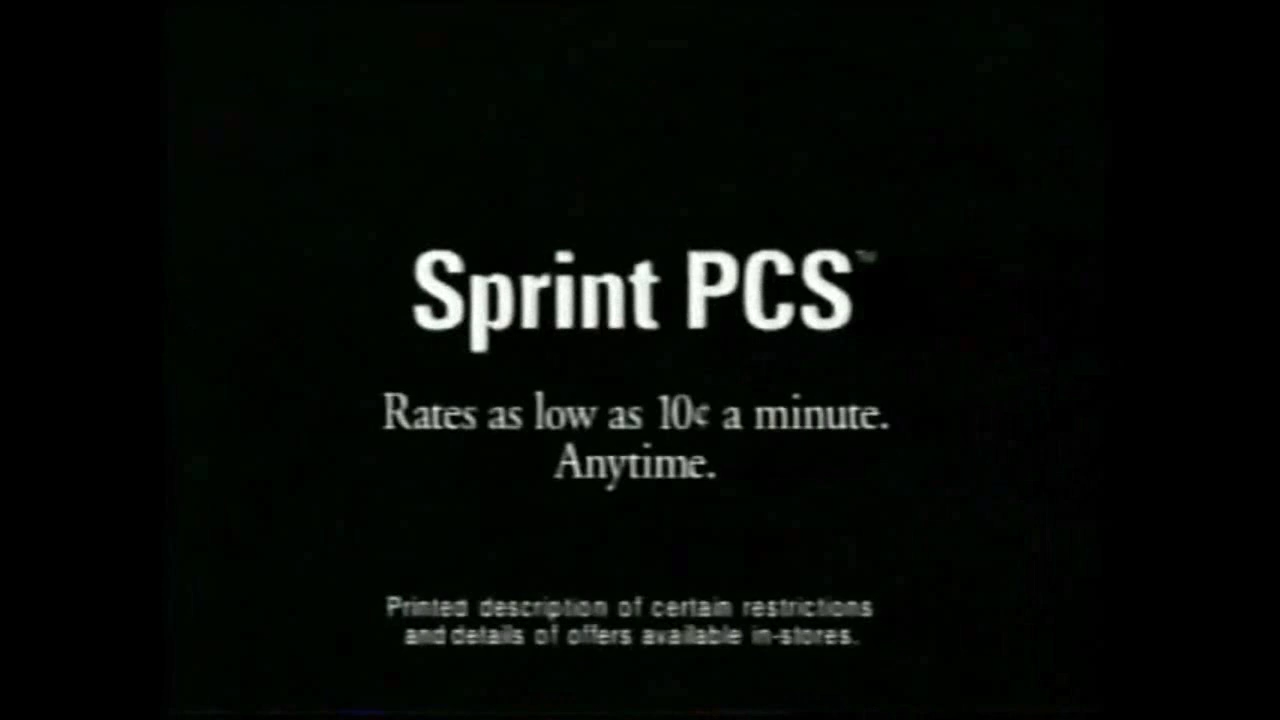 Sprint PCS™
Rates as low as 10¢ a minute.
Anytime.
Printed description of certain restrictions
and details of offers available in-stores.